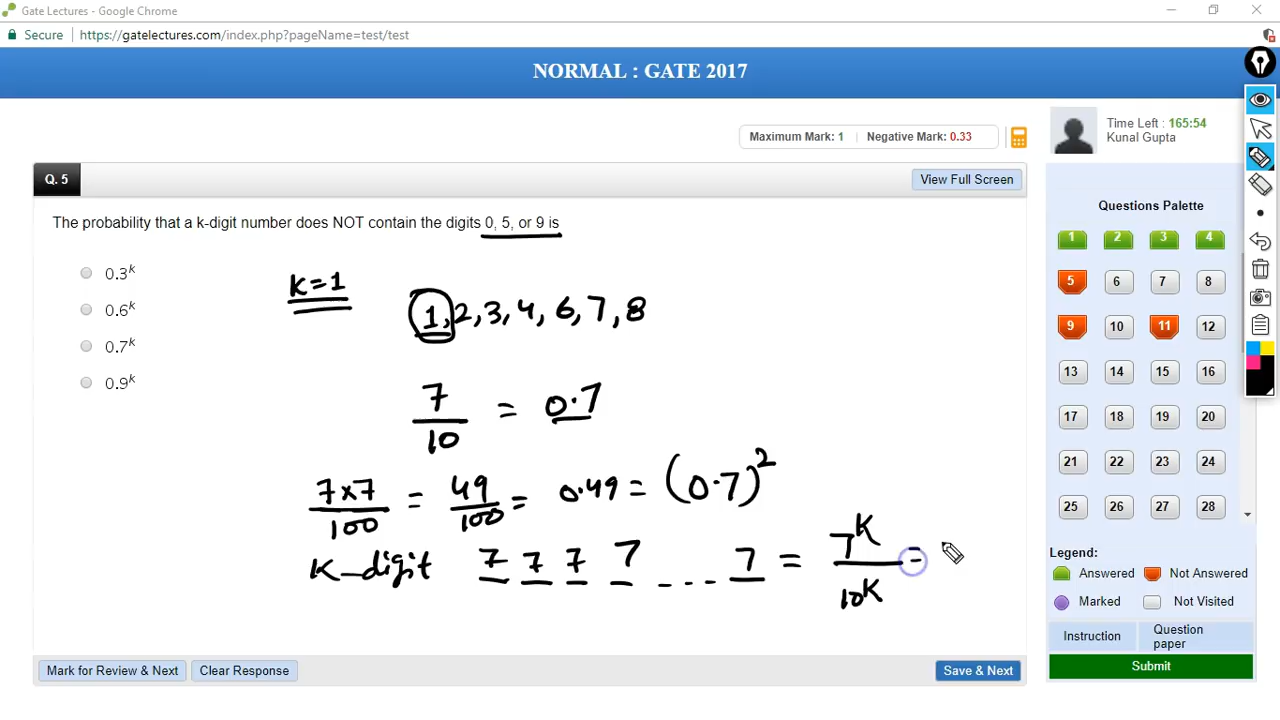 Gate Lectures - Google Chrome
Secure https://gatelectures.com/index.php?pageName=test/test
NORMAL : GATE 2017
Maximum Mark: 1 | Negative Mark: 0.33
Time Left : 165:54
Kunal Gupta
Q. 5
View Full Screen
The probability that a k-digit number does NOT contain the digits 0, 5, or 9 is
0.3^k
0.6^k
0.7^k
0.9^k
k=1
1, 2, 3, 4, 6, 7, 8
7/10 = 0.7
7×7/100 = 49/100 = 0.49 = (0.7)^2
K-digit 7 7 7 7 ... 7 = 7^K/10^K =
Questions Palette
1 2 3 4
5 6 7 8
9 10 11 12
13 14 15 16
17 18 19 20
21 22 23 24
25 26 27 28
Legend:
Answered Not Answered
Marked Not Visited
Instruction Question paper
Submit
Mark for Review & Next Clear Response Save & Next